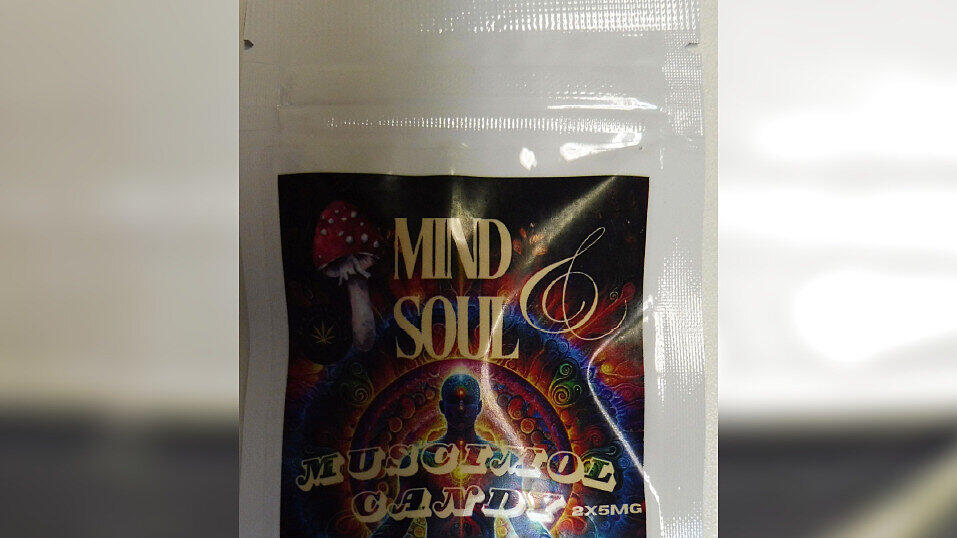 MIND &
SOUL
MUSCIMOL
CANDY 2X5MG